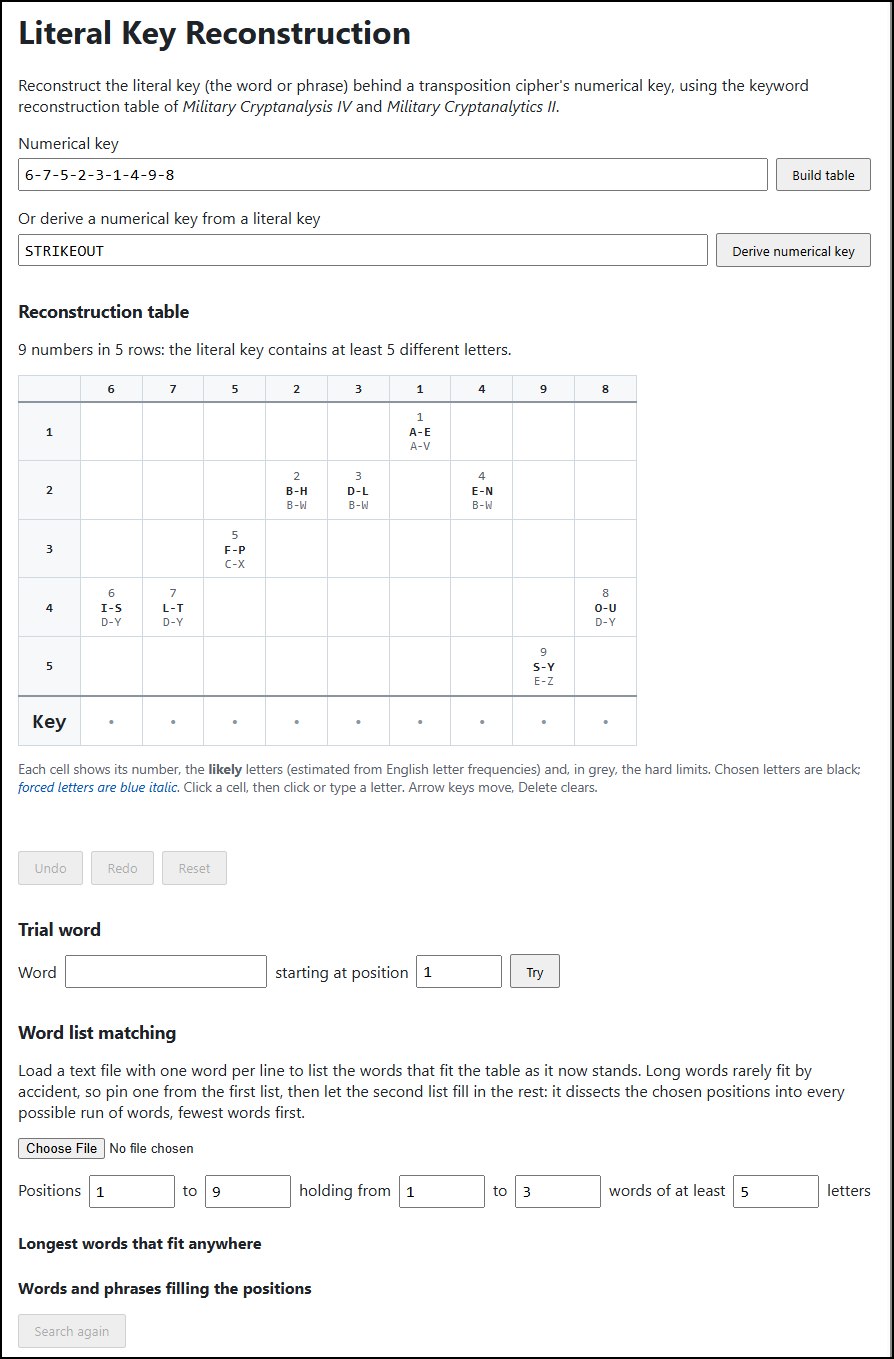 Literal Key Reconstruction
Reconstruct the literal key (the word or phrase) behind a transposition cipher's numerical key, using the keyword
reconstruction table of Military Cryptanalysis IV and Military Cryptanalytics II.
Numerical key
6-7-5-2-3-1-4-9-8 Build table
Or derive a numerical key from a literal key
STRIKEOUT Derive numerical key
Reconstruction table
9 numbers in 5 rows: the literal key contains at least 5 different letters.
6 7 5 2 3 1 4 9 8
1
A-E
1 A-V
2 3 4
2 B-H D-L E-N
B-W B-W B-W
5
3 F-P
C-X
6 7 8
4 I-S L-T O-U
D-Y D-Y D-Y
9
5 S-Y
E-Z
Key • • • • • • • • •
Each cell shows its number, the likely letters (estimated from English letter frequencies) and, in grey, the hard limits. Chosen letters are black;
forced letters are blue italic. Click a cell, then click or type a letter. Arrow keys move, Delete clears.
Undo Redo Reset
Trial word
Word starting at position 1 Try
Word list matching
Load a text file with one word per line to list the words that fit the table as it now stands. Long words rarely fit by
accident, so pin one from the first list, then let the second list fill in the rest: it dissects the chosen positions into every
possible run of words, fewest words first.
Choose File No file chosen
Positions 1 to 9 holding from 1 to 3 words of at least 5 letters
Longest words that fit anywhere
Words and phrases filling the positions
Search again